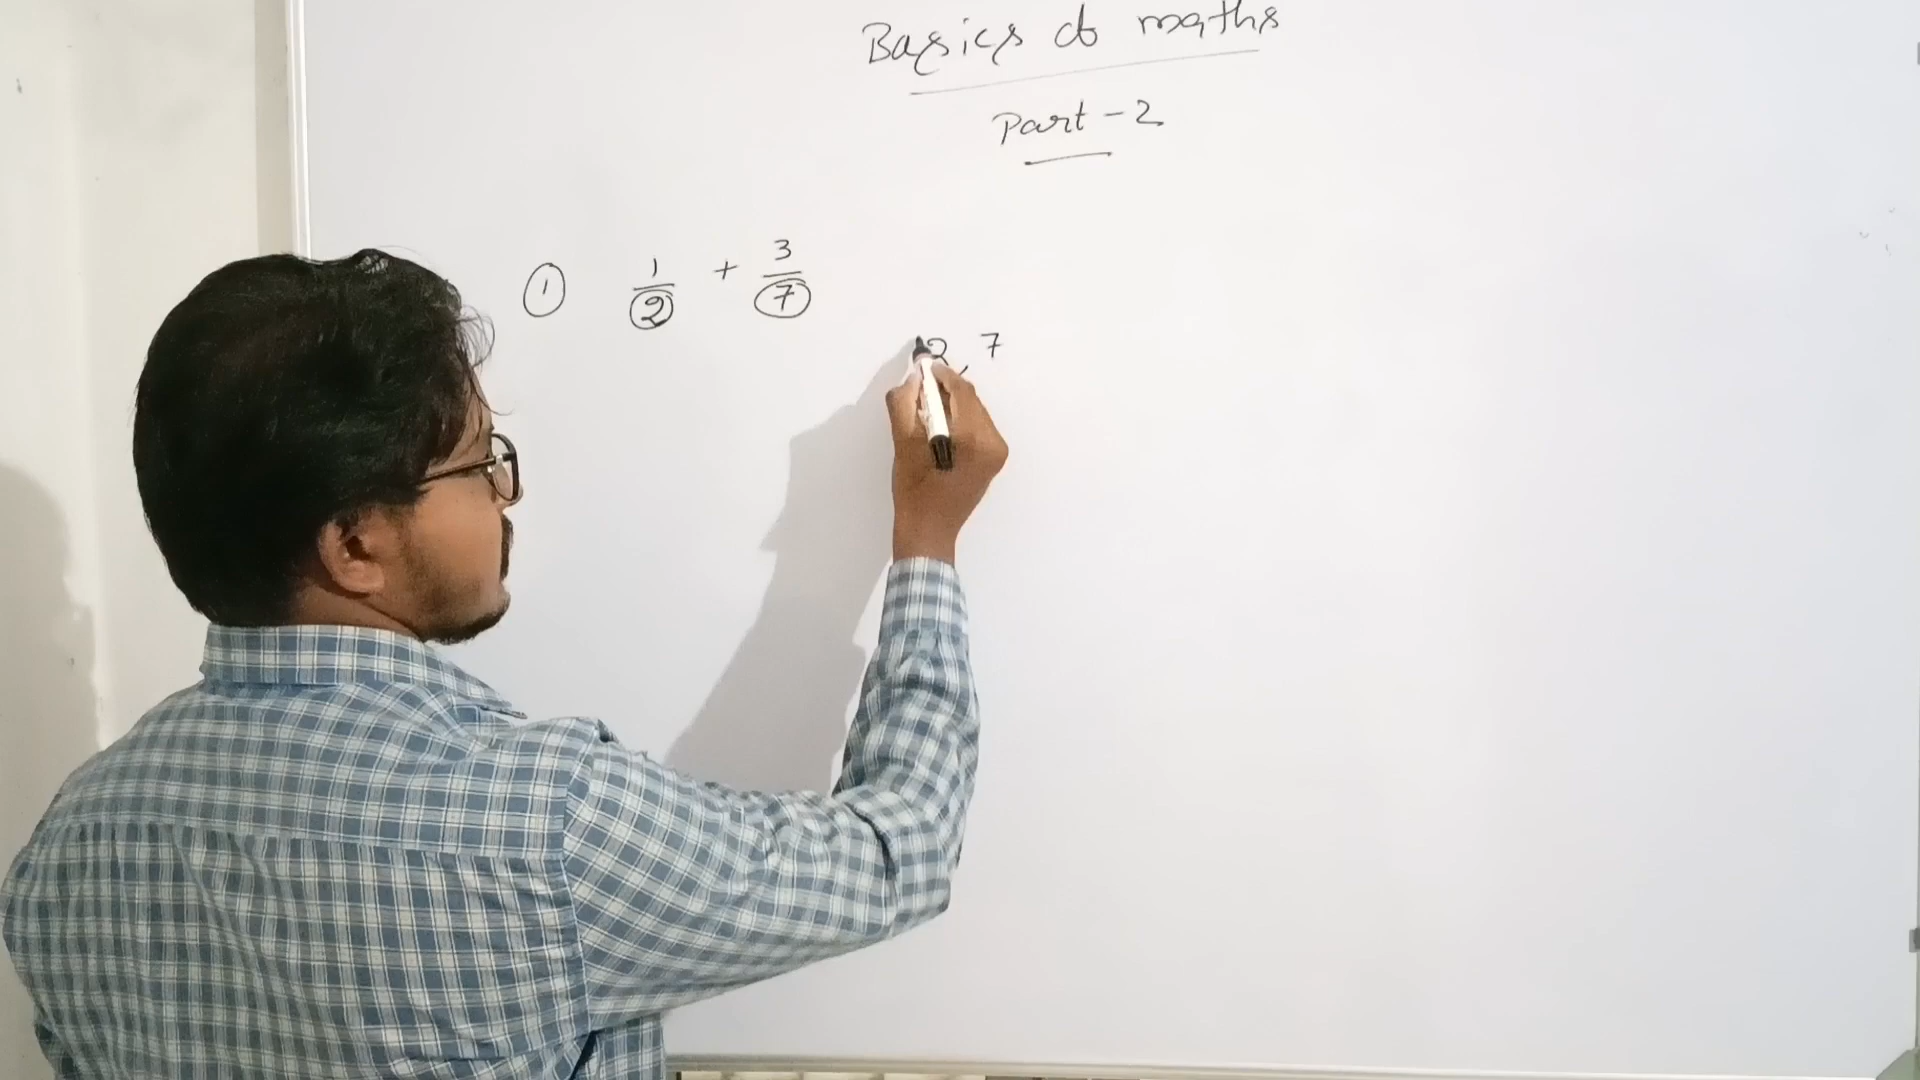 Basics of maths
Part-2
① 1/2 + 3/7
2, 7